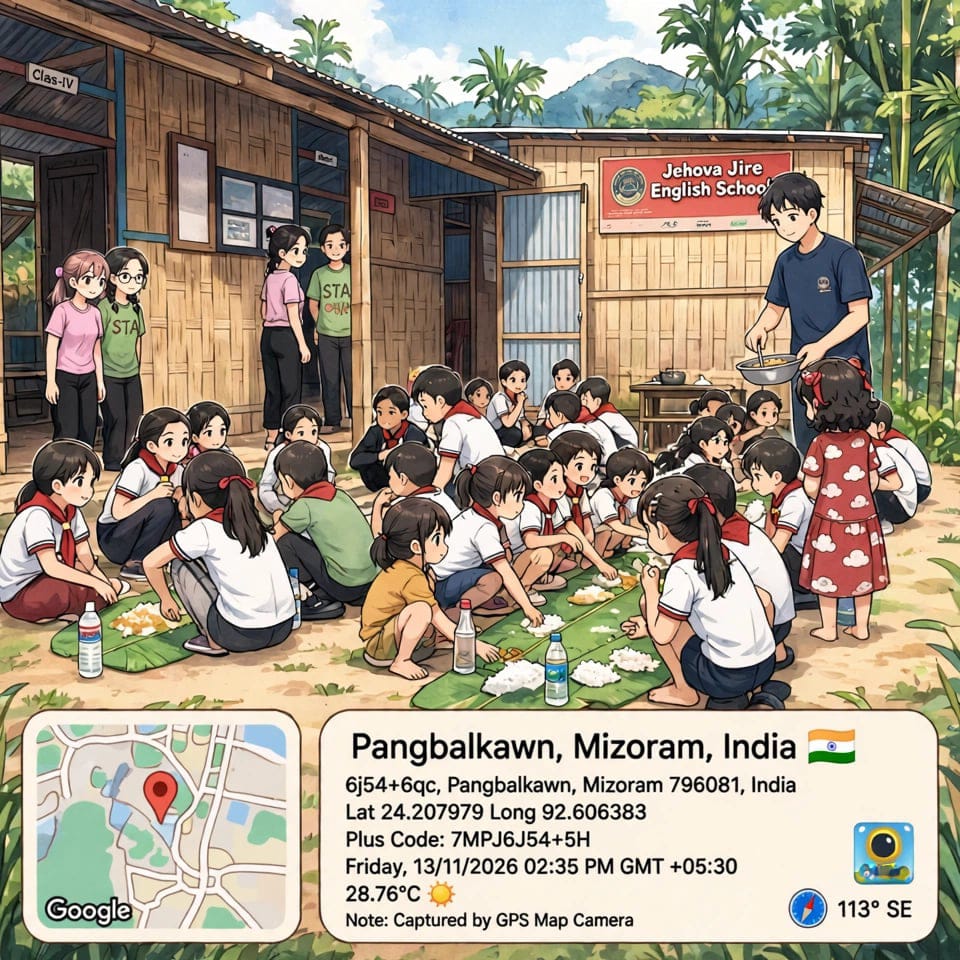 Clas-IV
Jehova Jire
English School
STA
STA
Pangbalkawn, Mizoram, India
6j54+6qc, Pangbalkawn, Mizoram 796081, India
Lat 24.207979 Long 92.606383
Plus Code: 7MPJ6J54+5H
Friday, 13/11/2026 02:35 PM GMT +05:30
28.76°C
Note: Captured by GPS Map Camera
113° SE
Google